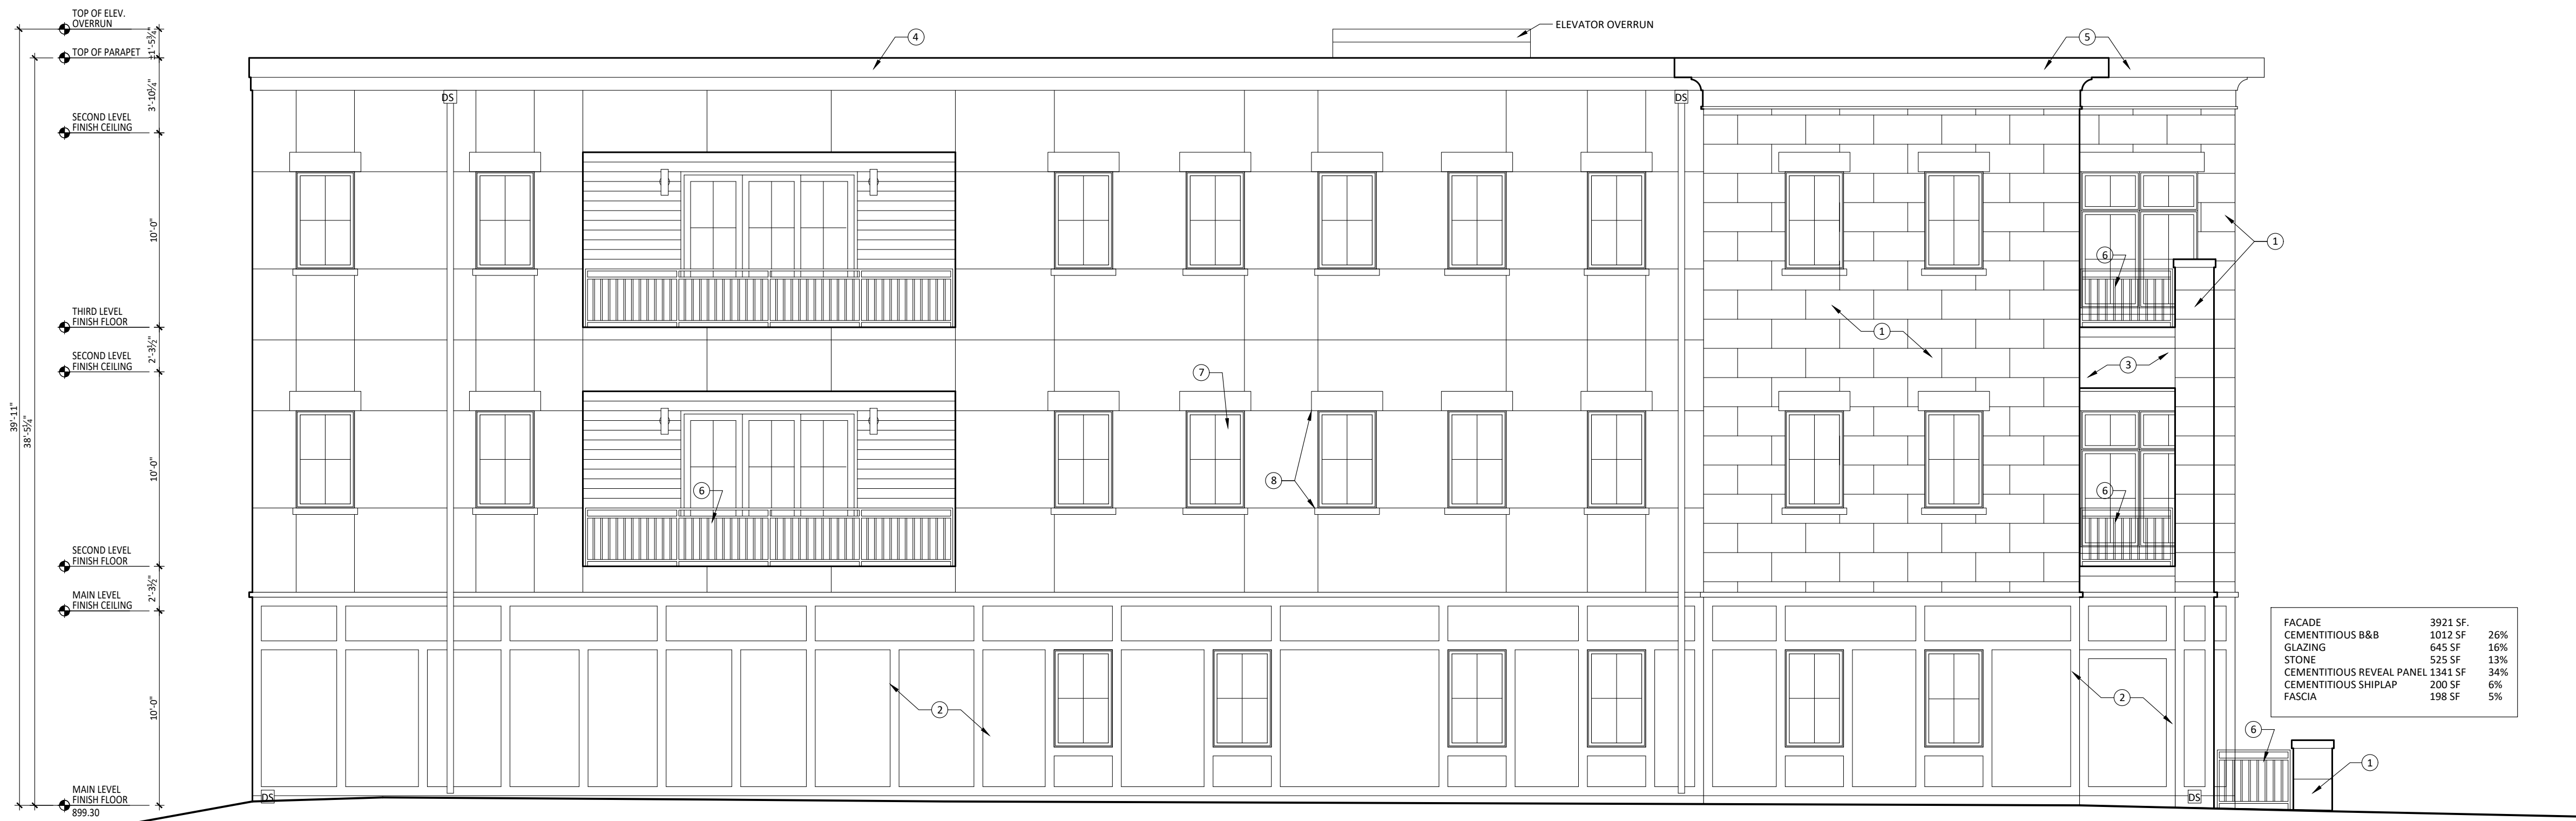 TOP OF ELEV.
OVERRUN
±1'-5¾"
TOP OF PARAPET
3'-10¼"
SECOND LEVEL
FINISH CEILING
10'-0"
THIRD LEVEL
FINISH FLOOR
2'-3½"
SECOND LEVEL
FINISH CEILING
39'-11"
38'-5¼"
10'-0"
SECOND LEVEL
FINISH FLOOR
2'-3½"
MAIN LEVEL
FINISH CEILING
10'-0"
MAIN LEVEL
FINISH FLOOR
899.30
ELEVATOR OVERRUN
4
5
DS
DS
1
6
1
3
7
8
6
6
2
2
DS
DS
6
1
FACADE 3921 SF.
CEMENTITIOUS B&B 1012 SF 26%
GLAZING 645 SF 16%
STONE 525 SF 13%
CEMENTITIOUS REVEAL PANEL 1341 SF 34%
CEMENTITIOUS SHIPLAP 200 SF 6%
FASCIA 198 SF 5%